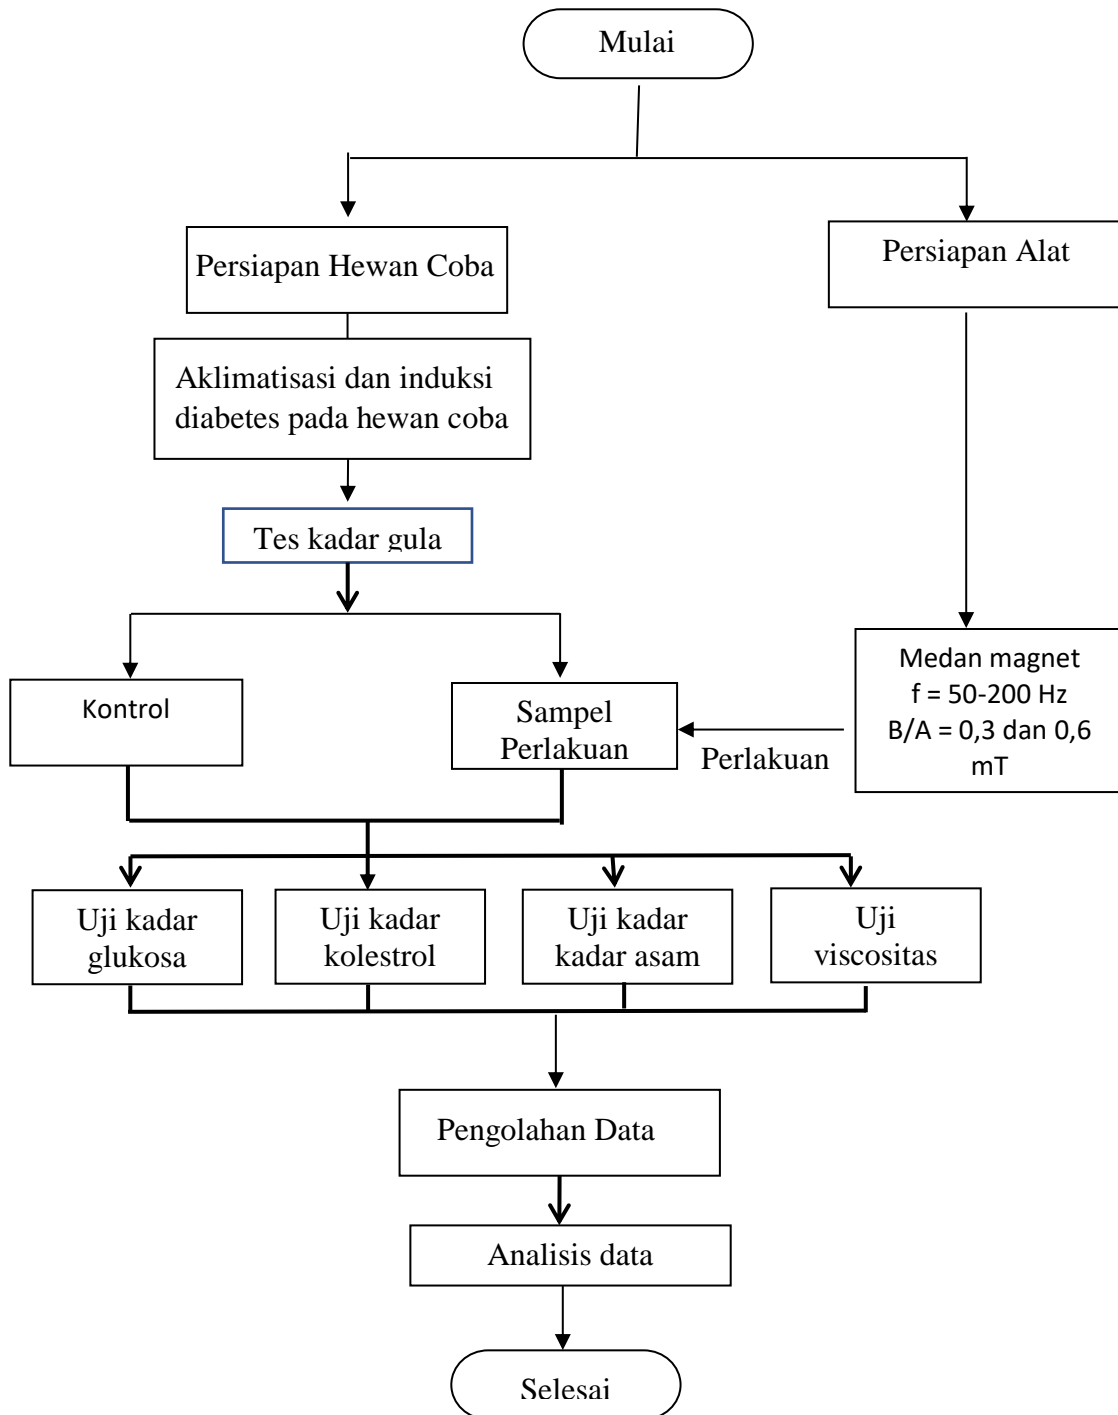 Mulai
Persiapan Hewan Coba
Persiapan Alat
Aklimatisasi dan induksi
diabetes pada hewan coba
Tes kadar gula
Kontrol
Sampel
Perlakuan
Perlakuan
Medan magnet
f = 50-200 Hz
B/A = 0,3 dan 0,6
mT
Uji kadar
glukosa
Uji kadar
kolestrol
Uji kadar
kadar asam
Uji
viscositas
Pengolahan Data
Analisis data
Selesai